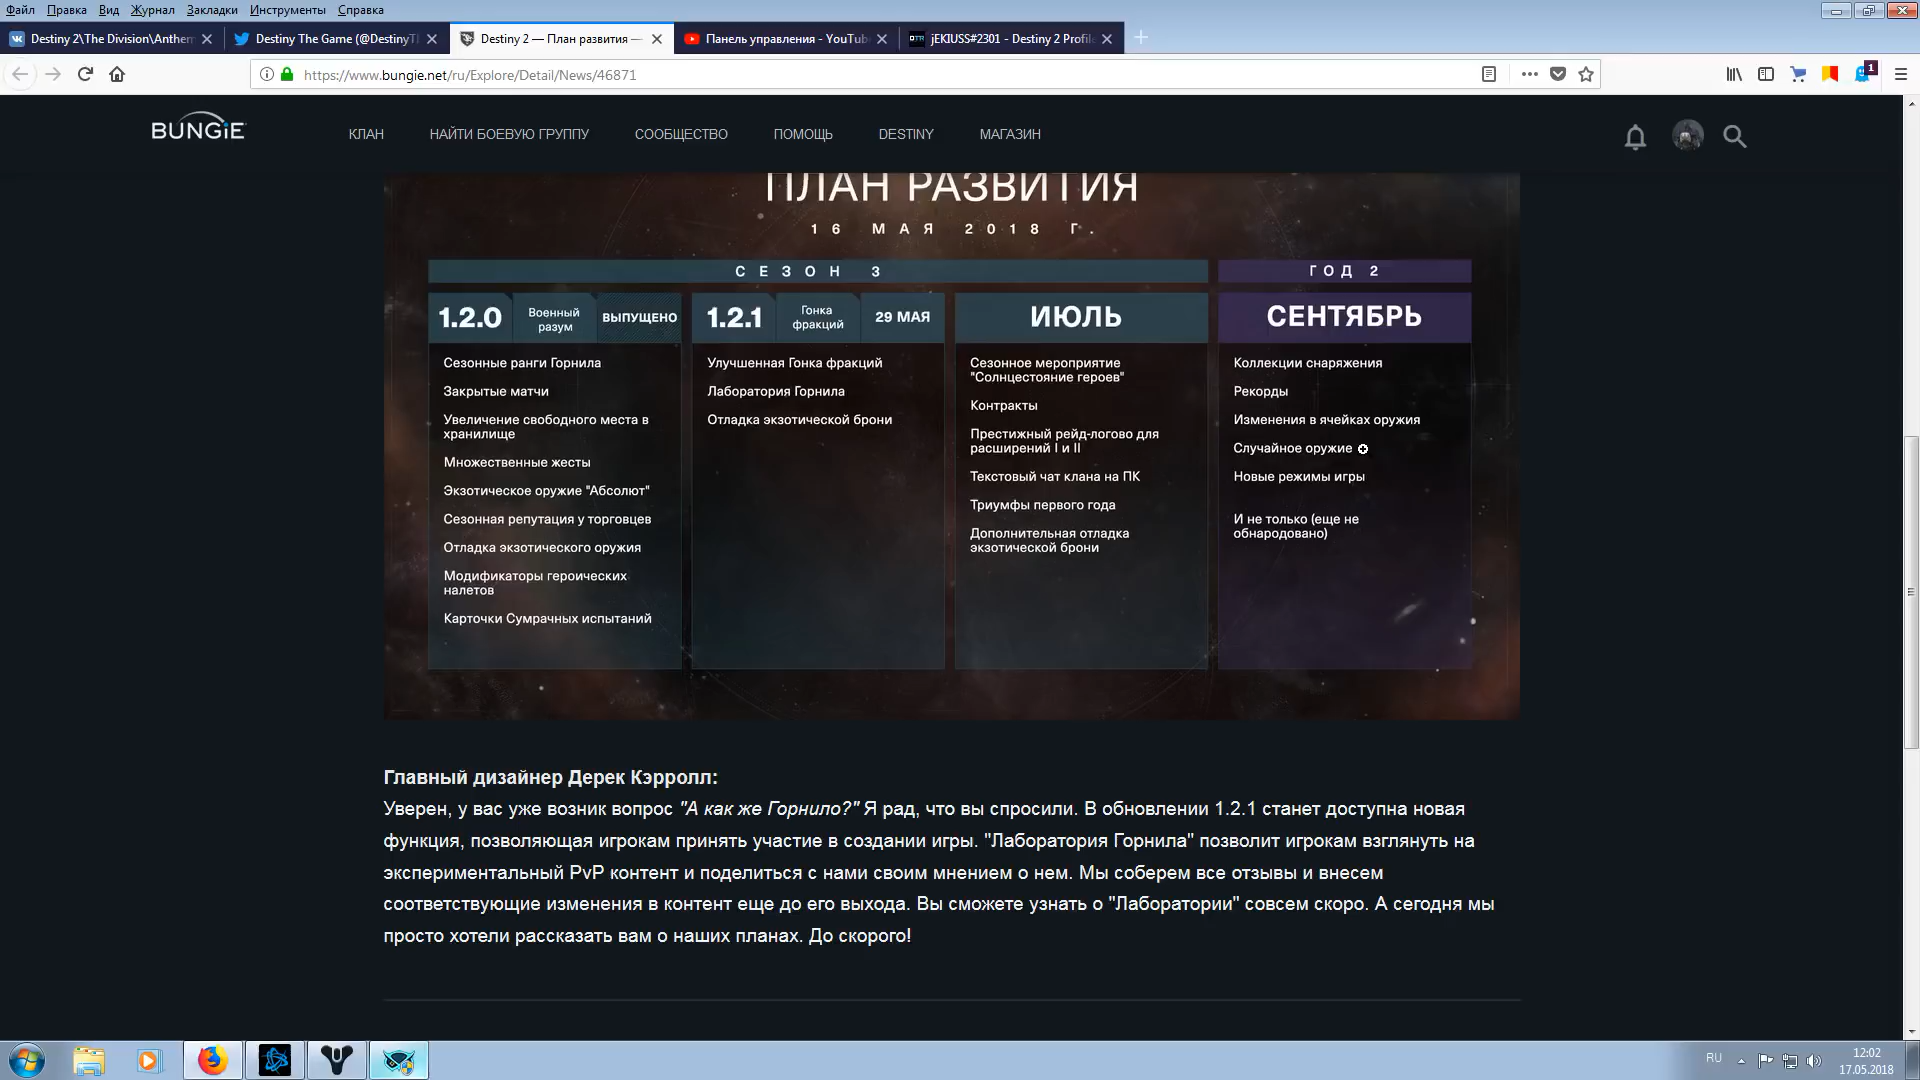 Файл Правка Вид Журнал Закладки Инструменты Справка
Destiny 2\The Division\Anthem
Destiny The Game (@DestinyT
Destiny 2 — План развития —
Панель управления - YouTube
jEKIUSS#2301 - Destiny 2 Profile
https://www.bungie.net/ru/Explore/Detail/News/46871
1
BUNGiE
КЛАН НАЙТИ БОЕВУЮ ГРУППУ СООБЩЕСТВО ПОМОЩЬ DESTINY МАГАЗИН
ПЛАН РАЗВИТИЯ
16 МАЯ 2018 Г.
СЕЗОН 3
ГОД 2
1.2.0
Военный
разум
ВЫПУЩЕНО
Сезонные ранги Горнила
Закрытые матчи
Увеличение свободного места в
хранилище
Множественные жесты
Экзотическое оружие "Абсолют"
Сезонная репутация у торговцев
Отладка экзотического оружия
Модификаторы героических
налетов
Карточки Сумрачных испытаний
1.2.1
Гонка
фракций
29 МАЯ
Улучшенная Гонка фракций
Лаборатория Горнила
Отладка экзотической брони
ИЮЛЬ
Сезонное мероприятие
"Солнцестояние героев"
Контракты
Престижный рейд-логово для
расширений I и II
Текстовый чат клана на ПК
Триумфы первого года
Дополнительная отладка
экзотической брони
СЕНТЯБРЬ
Коллекции снаряжения
Рекорды
Изменения в ячейках оружия
Случайное оружие
Новые режимы игры
И не только (еще не
обнародовано)
Главный дизайнер Дерек Кэрролл:
Уверен, у вас уже возник вопрос "А как же Горнило?" Я рад, что вы спросили. В обновлении 1.2.1 станет доступна новая
функция, позволяющая игрокам принять участие в создании игры. "Лаборатория Горнила" позволит игрокам взглянуть на
экспериментальный PvP контент и поделиться с нами своим мнением о нем. Мы соберем все отзывы и внесем
соответствующие изменения в контент еще до его выхода. Вы сможете узнать о "Лаборатории" совсем скоро. А сегодня мы
просто хотели рассказать вам о наших планах. До скорого!
RU
12:02
17.05.2018